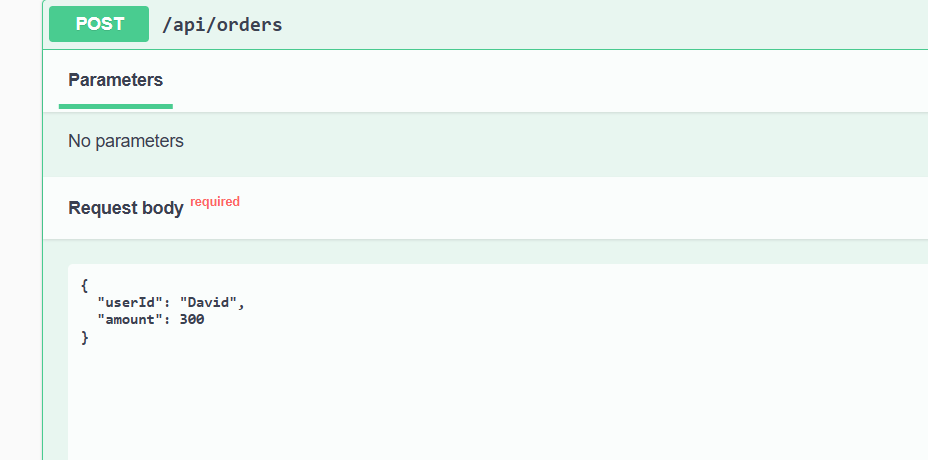 POST /api/orders
Parameters
No parameters
Request body required
{
  "userId": "David",
  "amount": 300
}